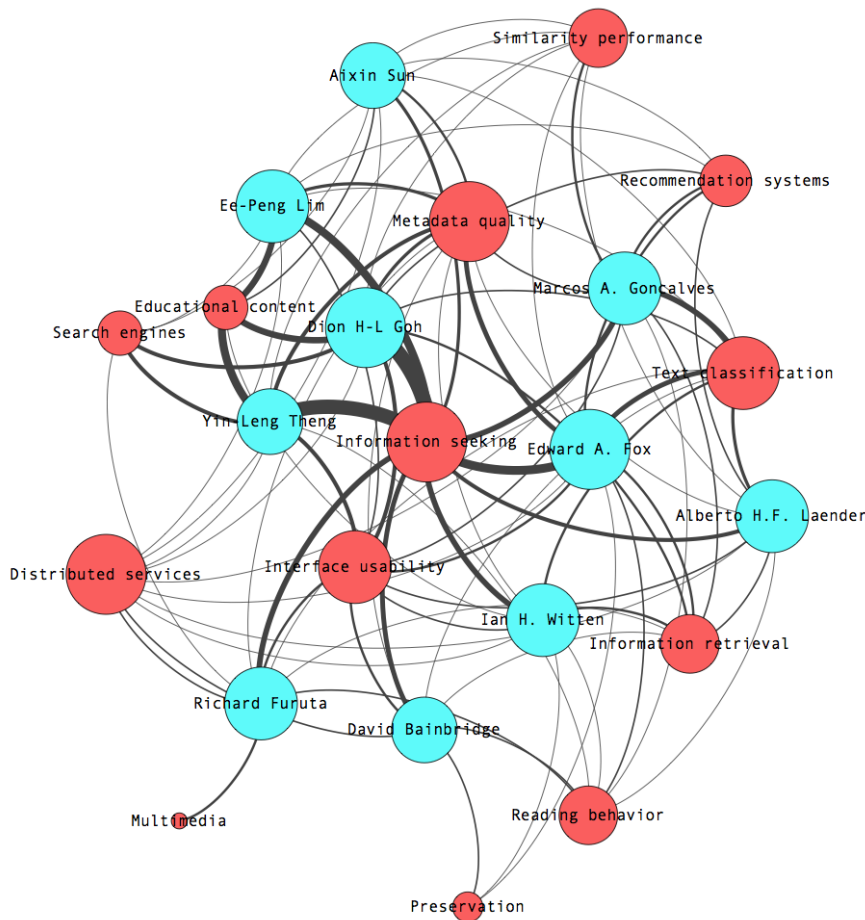 Similarity performance
Aixin Sun
Recommendation systems
Ee-Peng Lim
Metadata quality
Marcos A. Gonçalves
Educational content
Dion H-L Goh
Search engines
Text classification
Yin Leng Theng
Information seeking
Edward A. Fox
Alberto H.F. Laender
Interface usability
Distributed services
Ian H. Witten
Information retrieval
Richard Furuta
David Bainbridge
Multimedia
Reading behavior
Preservation